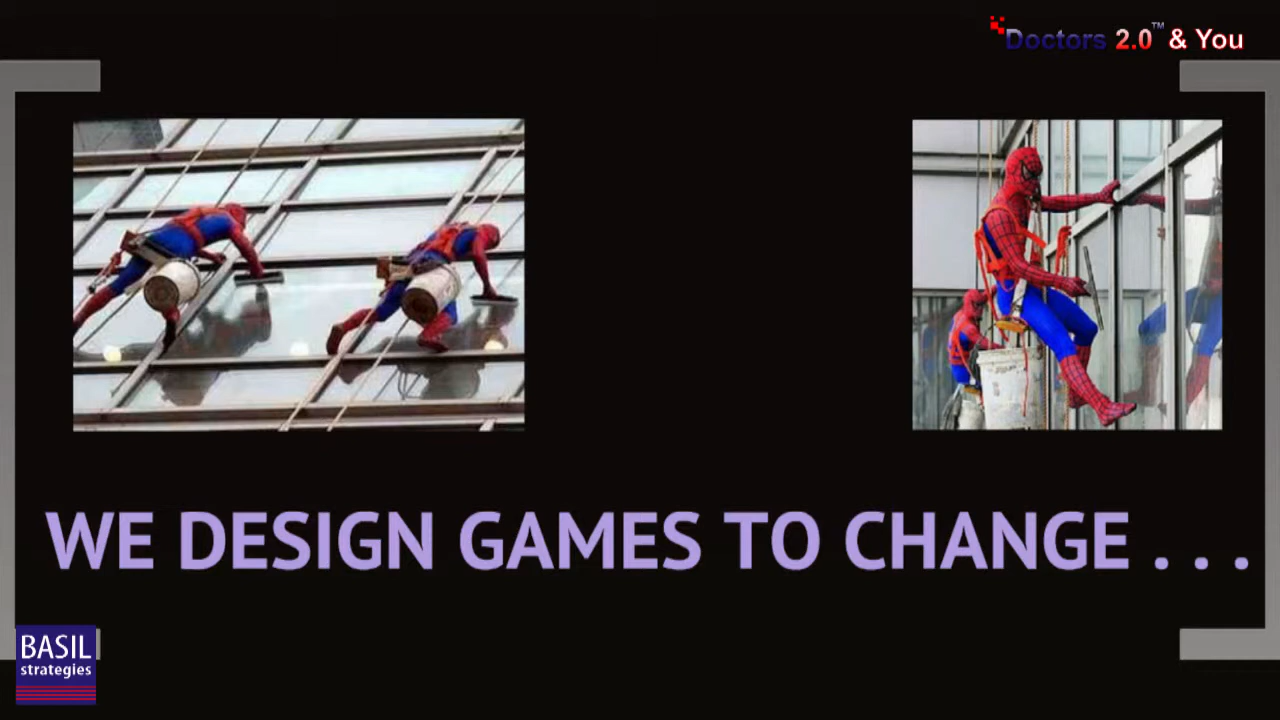 Doctors 2.0™ & You
WE DESIGN GAMES TO CHANGE . . .
BASIL
strategies